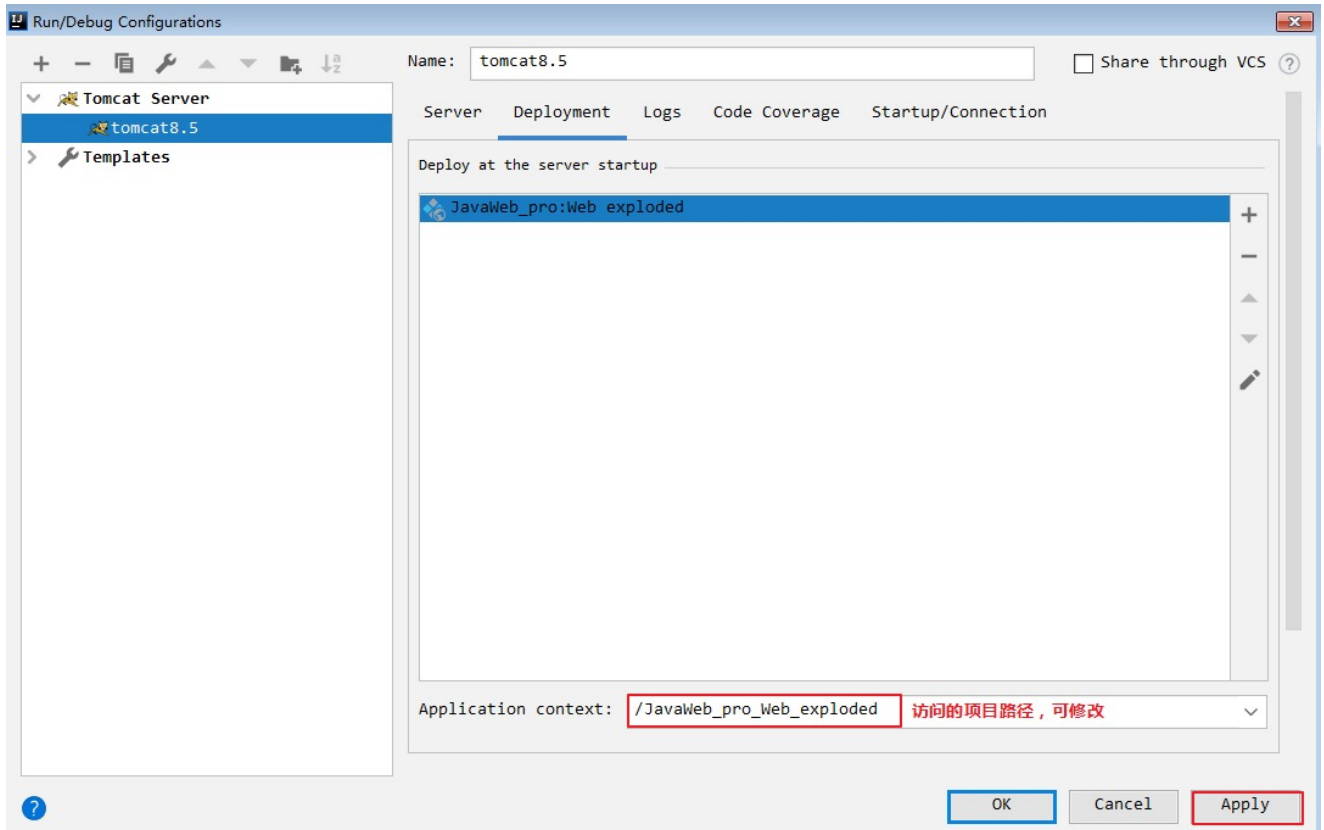 Run/Debug Configurations
Name: tomcat8.5 Share through VCS
Tomcat Server
tomcat8.5
Templates
Server Deployment Logs Code Coverage Startup/Connection
Deploy at the server startup
JavaWeb_pro:Web exploded
Application context: /JavaWeb_pro_Web_exploded 访问的项目路径，可修改
OK Cancel Apply